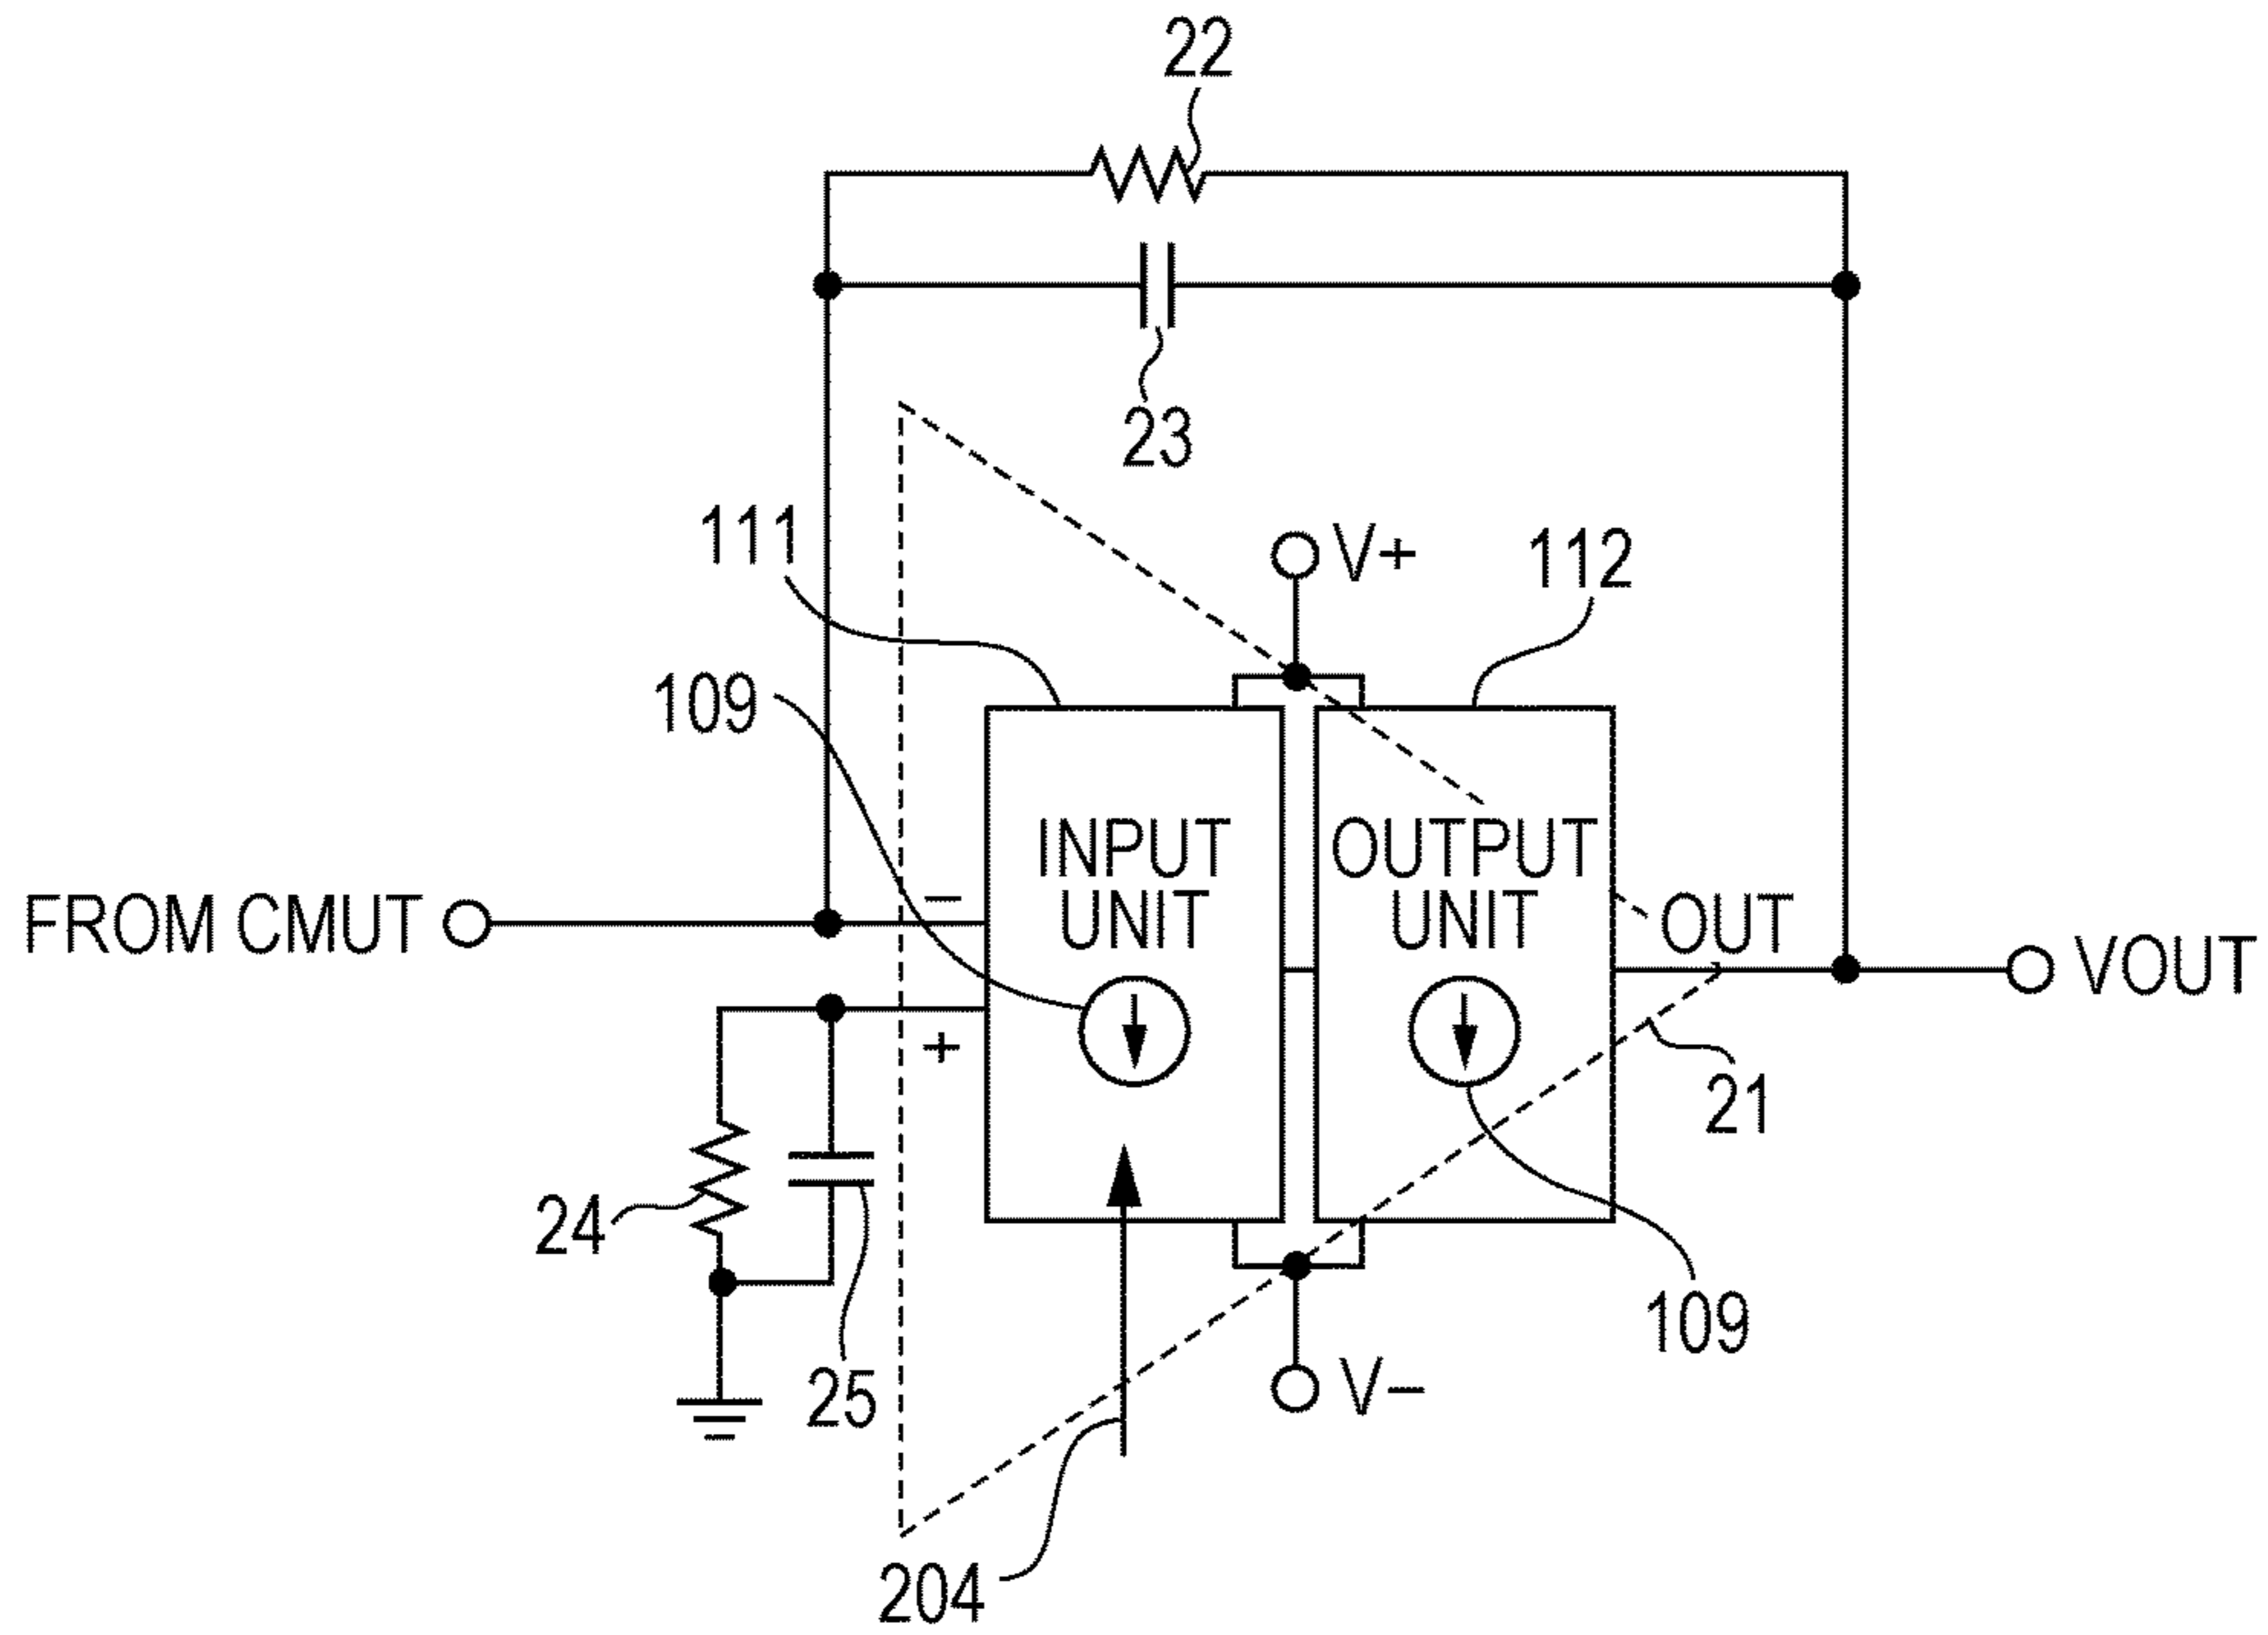 22
23
111
V+
112
109
INPUT
UNIT
OUTPUT
UNIT
−
FROM CMUT
OUT
VOUT
+
21
24
25
109
V−
204